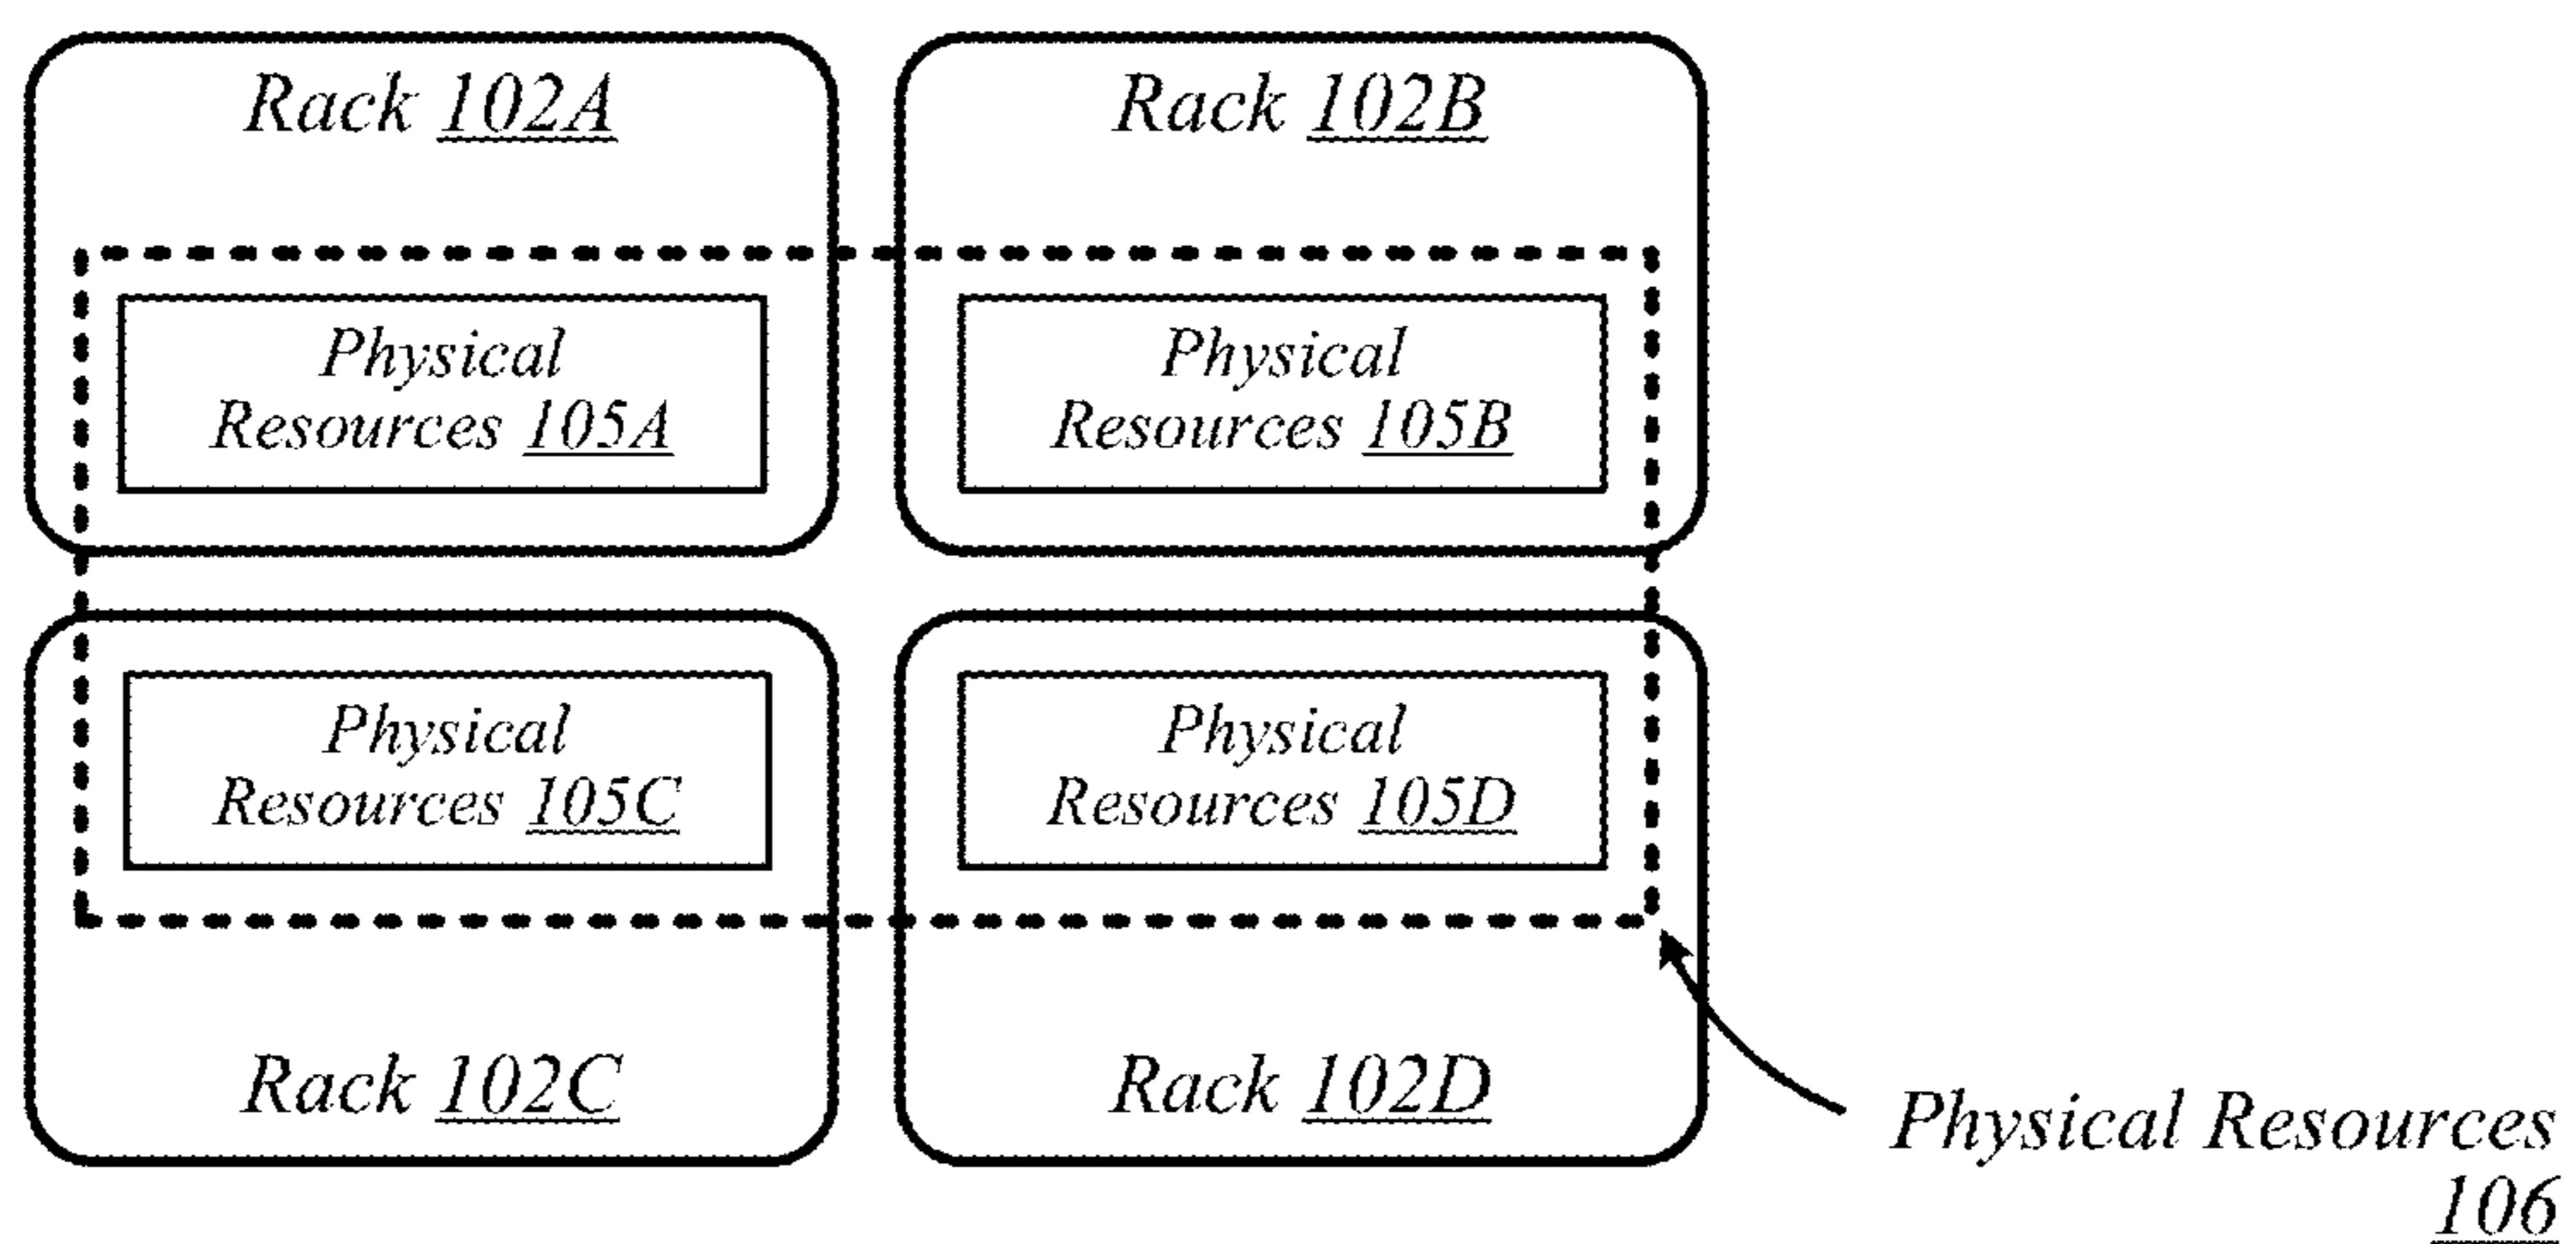 Rack 102A
Rack 102B
Physical
Resources 105A
Physical
Resources 105B
Physical
Resources 105C
Physical
Resources 105D
Rack 102C
Rack 102D
Physical Resources
106